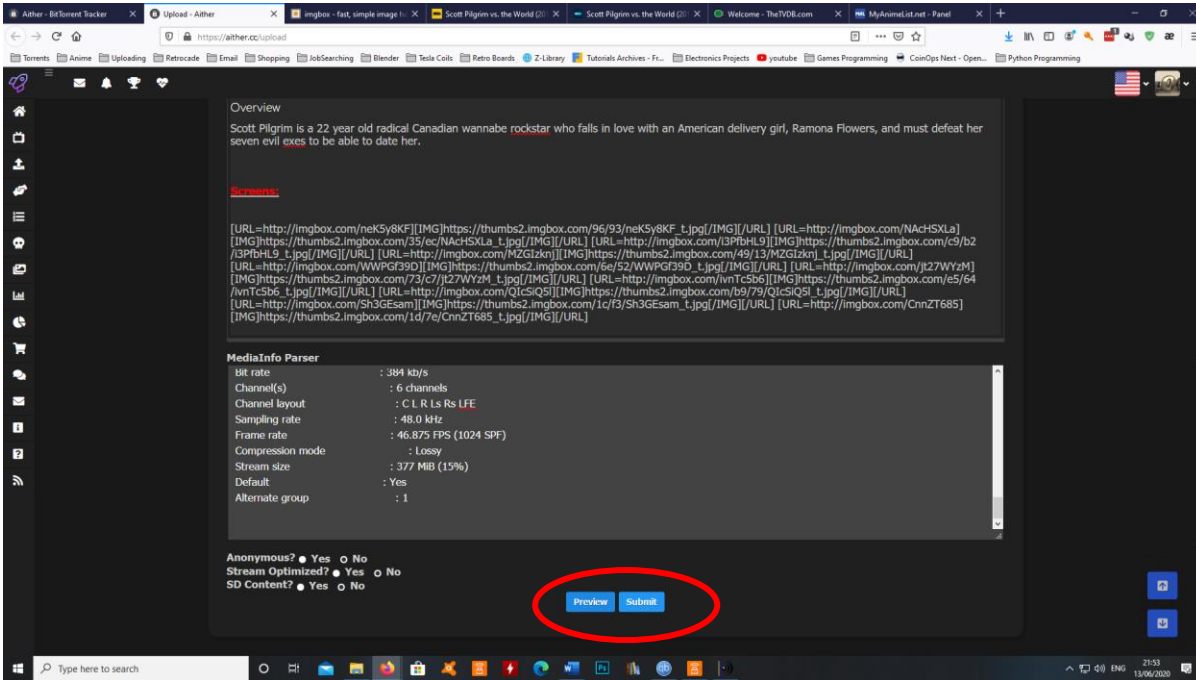 Aither - BitTorrent Tracker
Upload - Aither
imgbox - fast, simple image h
Scott Pilgrim vs. the World (20
Scott Pilgrim vs. the World (201
Welcome - TheTVDB.com
MyAnimeList.net - Panel
https://aither.cc/upload
Torrents Anime Uploading Retrocade Email Shopping JobSearching Blender Tesla Coils Retro Boards Z-Library Tutorials Archives - Fr... Electronics Projects youtube Games Programming CoinOps Next - Open... Python Programming
Overview
Scott Pilgrim is a 22 year old radical Canadian wannabe rockstar who falls in love with an American delivery girl, Ramona Flowers, and must defeat her
seven evil exes to be able to date her.
Screens:
[URL=http://imgbox.com/neK5y8KF][IMG]https://thumbs2.imgbox.com/96/93/neK5y8KF_t.jpg[/IMG][/URL] [URL=http://imgbox.com/NAcHSXLa]
[IMG]https://thumbs2.imgbox.com/35/ec/NAcHSXLa_t.jpg[/IMG][/URL] [URL=http://imgbox.com/i3PfbHL9][IMG]https://thumbs2.imgbox.com/c9/b2
/i3PfbHL9_t.jpg[/IMG][/URL] [URL=http://imgbox.com/MZGIzknj][IMG]https://thumbs2.imgbox.com/49/13/MZGIzknj_t.jpg[/IMG][/URL]
[URL=http://imgbox.com/WWPGf39D][IMG]https://thumbs2.imgbox.com/6e/52/WWPGf39D_t.jpg[/IMG][/URL] [URL=http://imgbox.com/jt27WYzM]
[IMG]https://thumbs2.imgbox.com/73/c7/jt27WYzM_t.jpg[/IMG][/URL] [URL=http://imgbox.com/ivnTc5b6][IMG]https://thumbs2.imgbox.com/e5/64
/ivnTc5b6_t.jpg[/IMG][/URL] [URL=http://imgbox.com/QIcSiQ5l][IMG]https://thumbs2.imgbox.com/b9/79/QIcSiQ5l_t.jpg[/IMG][/URL]
[URL=http://imgbox.com/Sh3GEsam][IMG]https://thumbs2.imgbox.com/1c/f3/Sh3GEsam_t.jpg[/IMG][/URL] [URL=http://imgbox.com/CnnZT685]
[IMG]https://thumbs2.imgbox.com/1d/7e/CnnZT685_t.jpg[/IMG][/URL]
MediaInfo Parser
Bit rate : 384 kb/s
Channel(s) : 6 channels
Channel layout : C L R Ls Rs LFE
Sampling rate : 48.0 kHz
Frame rate : 46.875 FPS (1024 SPF)
Compression mode : Lossy
Stream size : 377 MiB (15%)
Default : Yes
Alternate group : 1
Anonymous? Yes No
Stream Optimized? Yes No
SD Content? Yes No
Preview Submit
Type here to search
ENG
21:53
13/06/2020